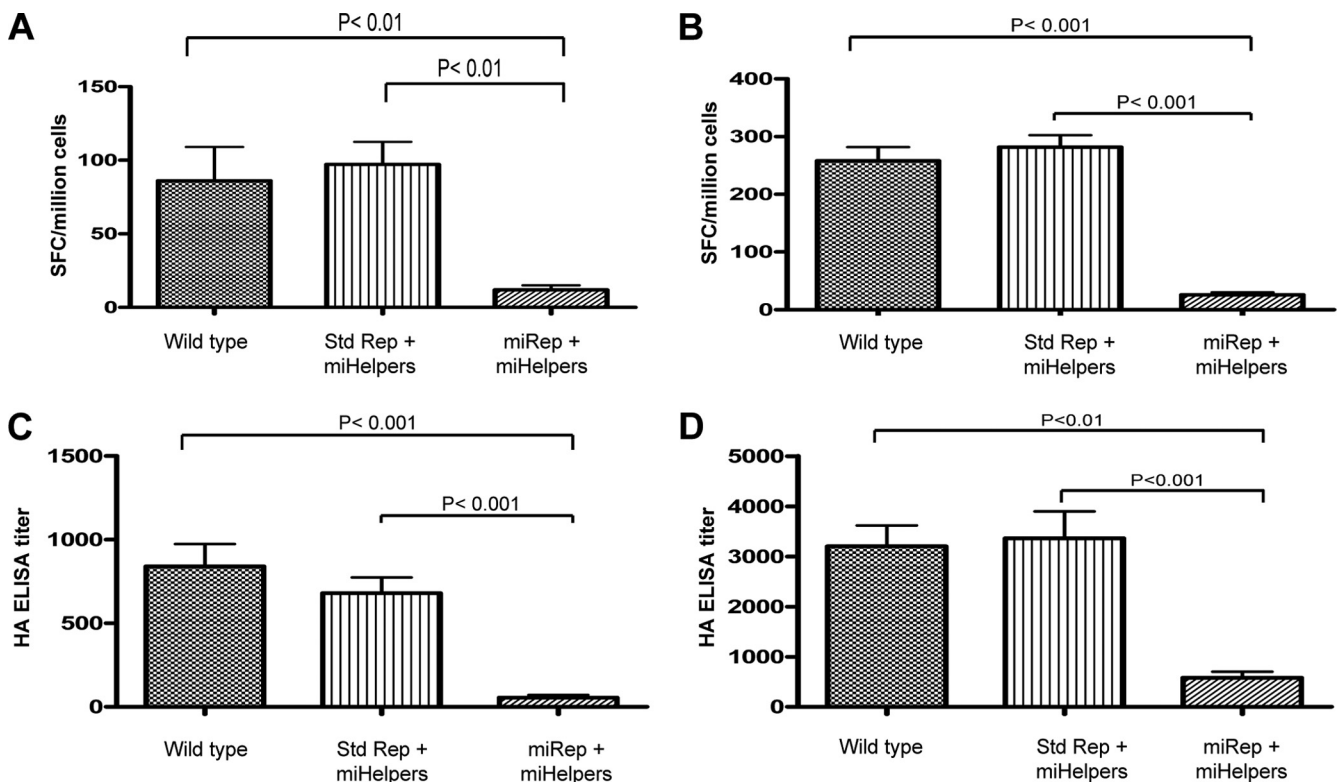 A
P< 0.01
P< 0.01
150
100
50
0
SFC/million cells
Wild type
Std Rep +
miHelpers
miRep +
miHelpers
B
P< 0.001
P< 0.001
400
300
200
100
0
SFC/million cells
Wild type
Std Rep +
miHelpers
miRep +
miHelpers
C
P< 0.001
P< 0.001
1500
1000
500
0
HA ELISA titer
Wild type
Std Rep +
miHelpers
miRep +
miHelpers
D
P<0.01
P<0.001
5000
4000
3000
2000
1000
0
HA ELISA titer
Wild type
Std Rep +
miHelpers
miRep +
miHelpers